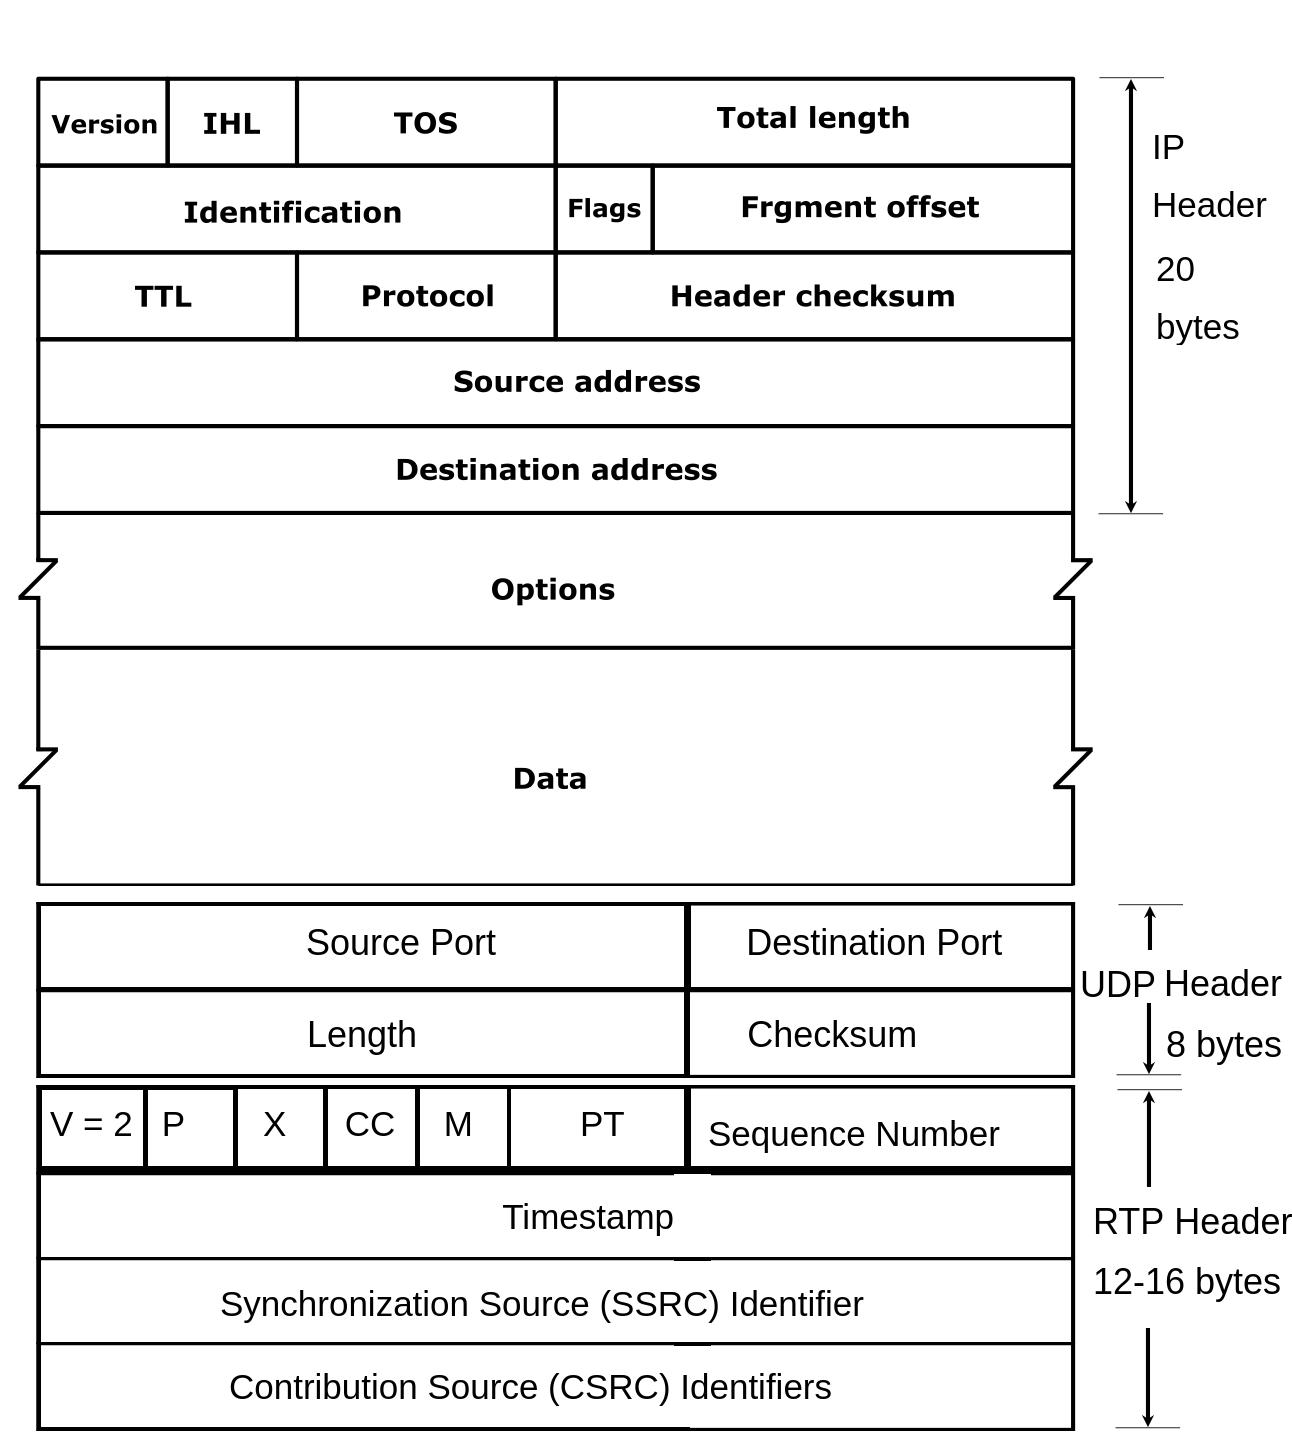 Version IHL TOS Total length
Identification Flags Frgment offset
TTL Protocol Header checksum
Source address
Destination address
IP
Header
20
bytes
Options
Data
Source Port Destination Port
Length Checksum
UDP Header
8 bytes
V = 2 P X CC M PT Sequence Number
Timestamp
Synchronization Source (SSRC) Identifier
Contribution Source (CSRC) Identifiers
RTP Header
12-16 bytes